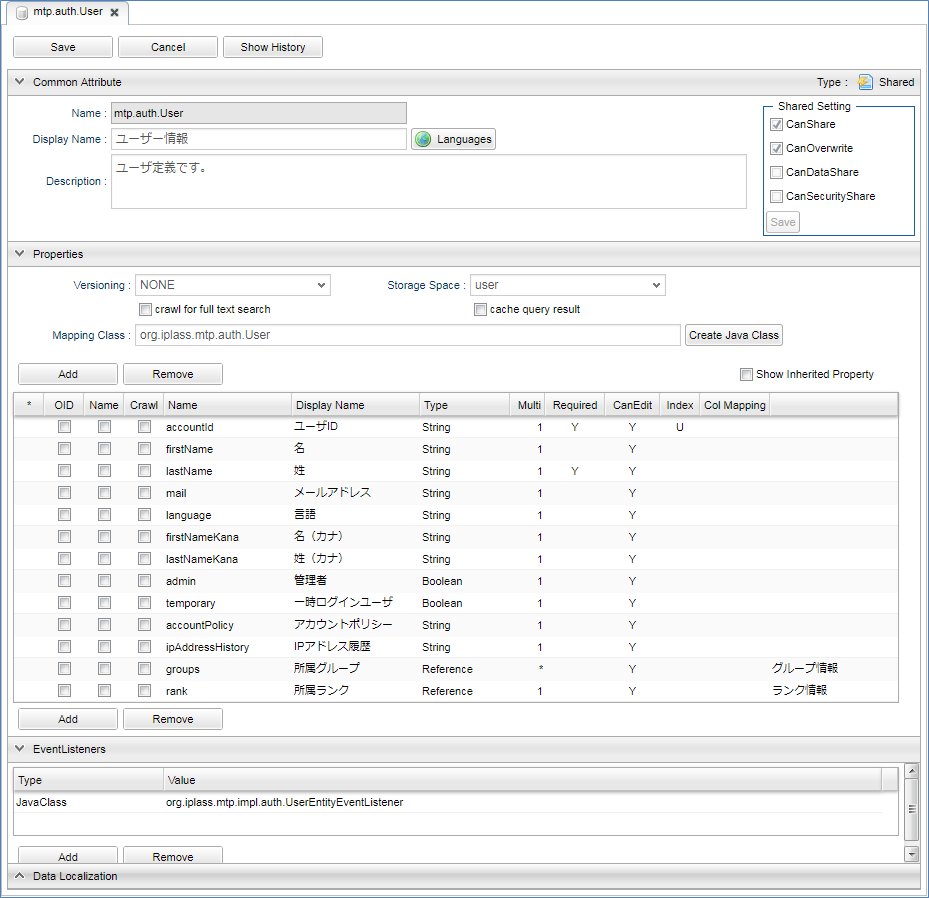 mtp.auth.User
Save Cancel Show History
Common Attribute Type : Shared
Name : mtp.auth.User
Display Name : ユーザー情報 Languages
Description : ユーザ定義です。
Shared Setting
CanShare
CanOverwrite
CanDataShare
CanSecurityShare
Save
Properties
Versioning : NONE Storage Space : user
crawl for full text search cache query result
Mapping Class : org.iplass.mtp.auth.User Create Java Class
Add Remove Show Inherited Property
* OID Name Crawl Name Display Name Type Multi Required CanEdit Index Col Mapping
accountId ユーザID String 1 Y Y U
firstName 名 String 1 Y
lastName 姓 String 1 Y Y
mail メールアドレス String 1 Y
language 言語 String 1 Y
firstNameKana 名（カナ） String 1 Y
lastNameKana 姓（カナ） String 1 Y
admin 管理者 Boolean 1 Y
temporary 一時ログインユーザ Boolean 1 Y
accountPolicy アカウントポリシー String 1 Y
ipAddressHistory IPアドレス履歴 String 1 Y
groups 所属グループ Reference * Y グループ情報
rank 所属ランク Reference 1 Y ランク情報
Add Remove
EventListeners
Type Value
JavaClass org.iplass.mtp.impl.auth.UserEntityEventListener
Add Remove
Data Localization